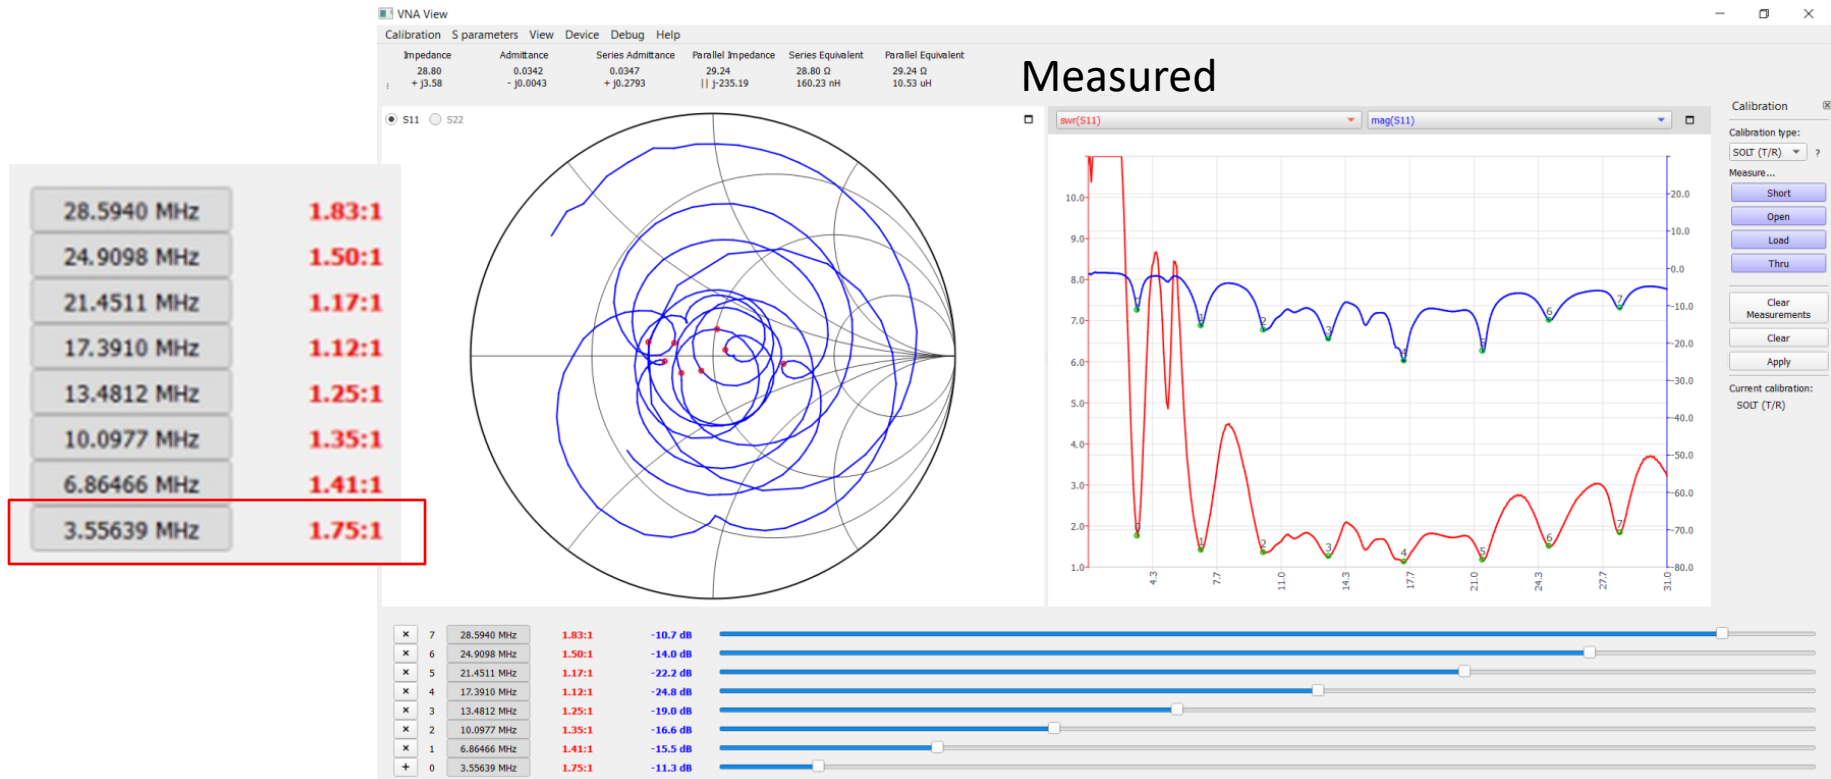 VNA View
Calibration S parameters View Device Debug Help
Impedance Admittance Series Admittance Parallel Impedance Series Equivalent Parallel Equivalent
28.80 0.0342 0.0347 29.24 28.80 Ω 29.24 Ω
+ j3.58 - j0.0043 + j0.2793 || j-235.19 160.23 nH 10.53 uH
Measured
S11 S22
swr(S11) mag(S11)
10.0
9.0
8.0
7.0
6.0
5.0
4.0
3.0
2.0
1.0
20.0
10.0
0.0
-10.0
-20.0
-30.0
-40.0
-50.0
-60.0
-70.0
-80.0
4.3 7.7 11.0 14.3 17.7 21.0 24.3 27.7 31.0
1 2 3 6 7
0 1 2 3 4 5 6 7
Calibration
Calibration type:
SOLT (T/R) ?
Measure...
Short
Open
Load
Thru
Clear
Measurements
Clear
Apply
Current calibration:
SOLT (T/R)
28.5940 MHz 1.83:1
24.9098 MHz 1.50:1
21.4511 MHz 1.17:1
17.3910 MHz 1.12:1
13.4812 MHz 1.25:1
10.0977 MHz 1.35:1
6.86466 MHz 1.41:1
3.55639 MHz 1.75:1
7 28.5940 MHz 1.83:1 -10.7 dB
6 24.9098 MHz 1.50:1 -14.0 dB
5 21.4511 MHz 1.17:1 -22.2 dB
4 17.3910 MHz 1.12:1 -24.8 dB
3 13.4812 MHz 1.25:1 -19.0 dB
2 10.0977 MHz 1.35:1 -16.6 dB
1 6.86466 MHz 1.41:1 -15.5 dB
0 3.55639 MHz 1.75:1 -11.3 dB